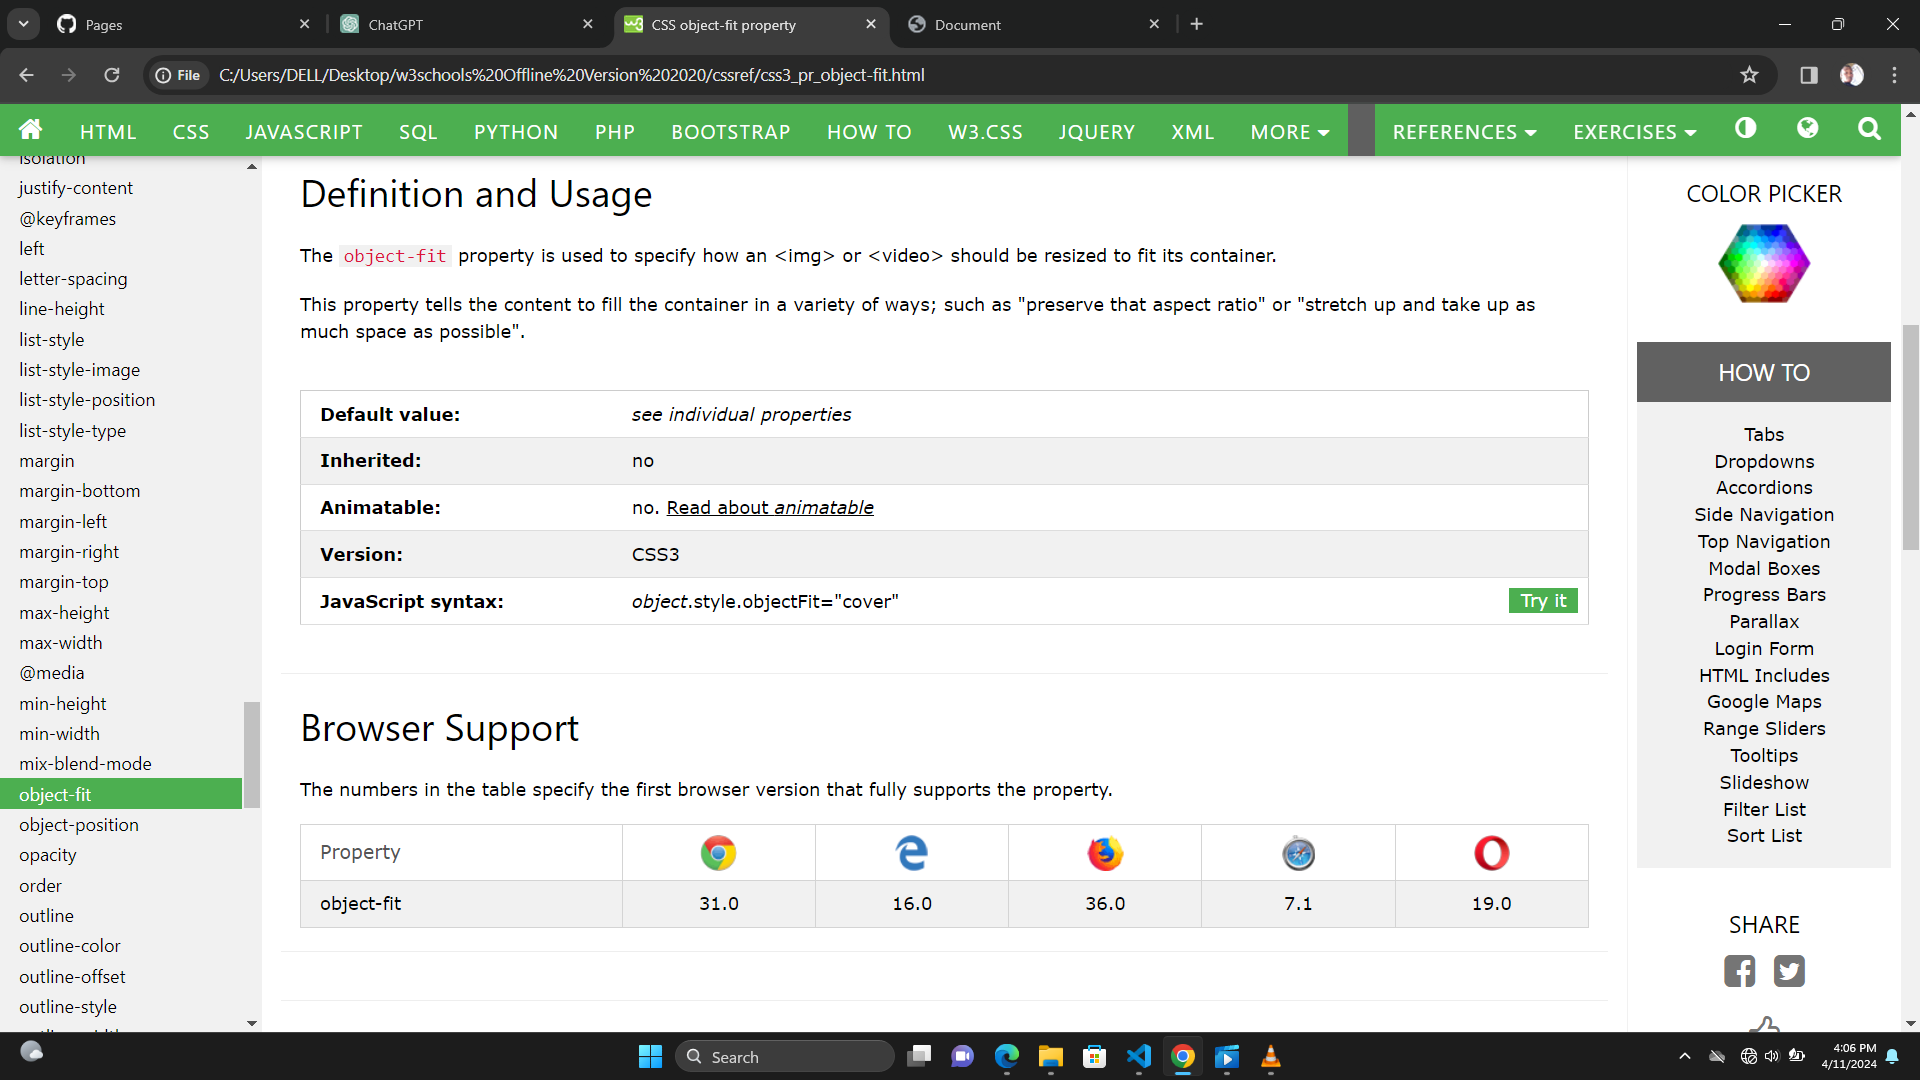 Pages
ChatGPT
CSS object-fit property
Document
File
C:/Users/DELL/Desktop/w3schools%20Offline%20Version%202020/cssref/css3_pr_object-fit.html
HTML CSS JAVASCRIPT SQL PYTHON PHP BOOTSTRAP HOW TO W3.CSS JQUERY XML MORE REFERENCES EXERCISES
isolation
justify-content
@keyframes
left
letter-spacing
line-height
list-style
list-style-image
list-style-position
list-style-type
margin
margin-bottom
margin-left
margin-right
margin-top
max-height
max-width
@media
min-height
min-width
mix-blend-mode
object-fit
object-position
opacity
order
outline
outline-color
outline-offset
outline-style
Definition and Usage
The object-fit property is used to specify how an <img> or <video> should be resized to fit its container.
This property tells the content to fill the container in a variety of ways; such as "preserve that aspect ratio" or "stretch up and take up as
much space as possible".
Default value: see individual properties
Inherited: no
Animatable: no. Read about animatable
Version: CSS3
JavaScript syntax: object.style.objectFit="cover" Try it
Browser Support
The numbers in the table specify the first browser version that fully supports the property.
Property
object-fit 31.0 16.0 36.0 7.1 19.0
COLOR PICKER
HOW TO
Tabs
Dropdowns
Accordions
Side Navigation
Top Navigation
Modal Boxes
Progress Bars
Parallax
Login Form
HTML Includes
Google Maps
Range Sliders
Tooltips
Slideshow
Filter List
Sort List
SHARE
Search
4:06 PM
4/11/2024